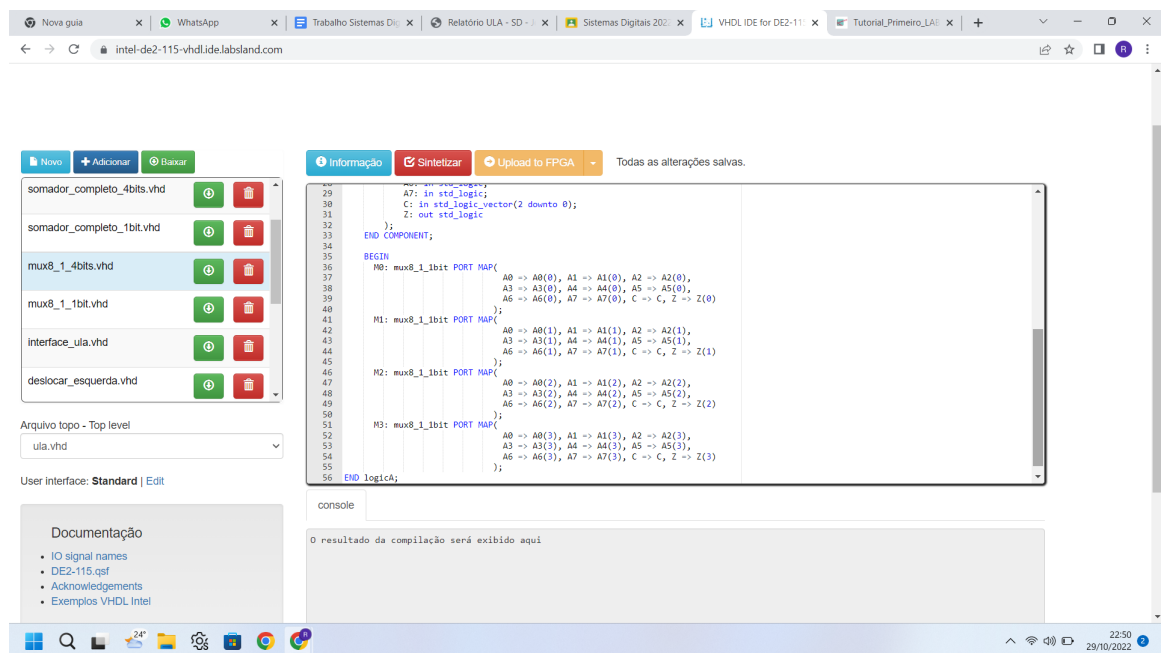 Nova guia
WhatsApp
Trabalho Sistemas Dig
Relatório ULA - SD - 
Sistemas Digitais 202
VHDL IDE for DE2-11
Tutorial_Primeiro_LAB
intel-de2-115-vhdl.ide.labsland.com
R
Novo
Adicionar
Baixar
Informação
Sintetizar
Upload to FPGA
Todas as alterações salvas.
somador_completo_4bits.vhd
somador_completo_1bit.vhd
mux8_1_4bits.vhd
mux8_1_1bit.vhd
interface_ula.vhd
deslocar_esquerda.vhd
Arquivo topo - Top level
ula.vhd
User interface: Standard | Edit
Documentação
IO signal names
DE2-115.qsf
Acknowledgements
Exemplos VHDL Intel
28 A6: in std_logic;
29 A7: in std_logic;
30 C: in std_logic_vector(2 downto 0);
31 Z: out std_logic
32 );
33 END COMPONENT;
34
35 BEGIN
36 M0: mux8_1_1bit PORT MAP(
37 A0 => A0(0), A1 => A1(0), A2 => A2(0),
38 A3 => A3(0), A4 => A4(0), A5 => A5(0),
39 A6 => A6(0), A7 => A7(0), C => C, Z => Z(0)
40 );
41 M1: mux8_1_1bit PORT MAP(
42 A0 => A0(1), A1 => A1(1), A2 => A2(1),
43 A3 => A3(1), A4 => A4(1), A5 => A5(1),
44 A6 => A6(1), A7 => A7(1), C => C, Z => Z(1)
45 );
46 M2: mux8_1_1bit PORT MAP(
47 A0 => A0(2), A1 => A1(2), A2 => A2(2),
48 A3 => A3(2), A4 => A4(2), A5 => A5(2),
49 A6 => A6(2), A7 => A7(2), C => C, Z => Z(2)
50 );
51 M3: mux8_1_1bit PORT MAP(
52 A0 => A0(3), A1 => A1(3), A2 => A2(3),
53 A3 => A3(3), A4 => A4(3), A5 => A5(3),
54 A6 => A6(3), A7 => A7(3), C => C, Z => Z(3)
55 );
56 END logicA;
console
O resultado da compilação será exibido aqui
24°
R
22:50
29/10/2022
2